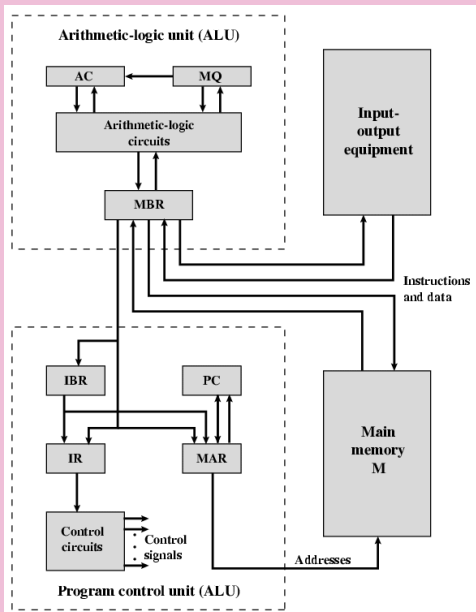 Arithmetic-logic unit (ALU)
AC
MQ
Arithmetic-logic
circuits
MBR
Input-
output
equipment
Instructions
and data
IBR
PC
IR
MAR
Main
memory
M
Control
circuits
Control
signals
Addresses
Program control unit (ALU)